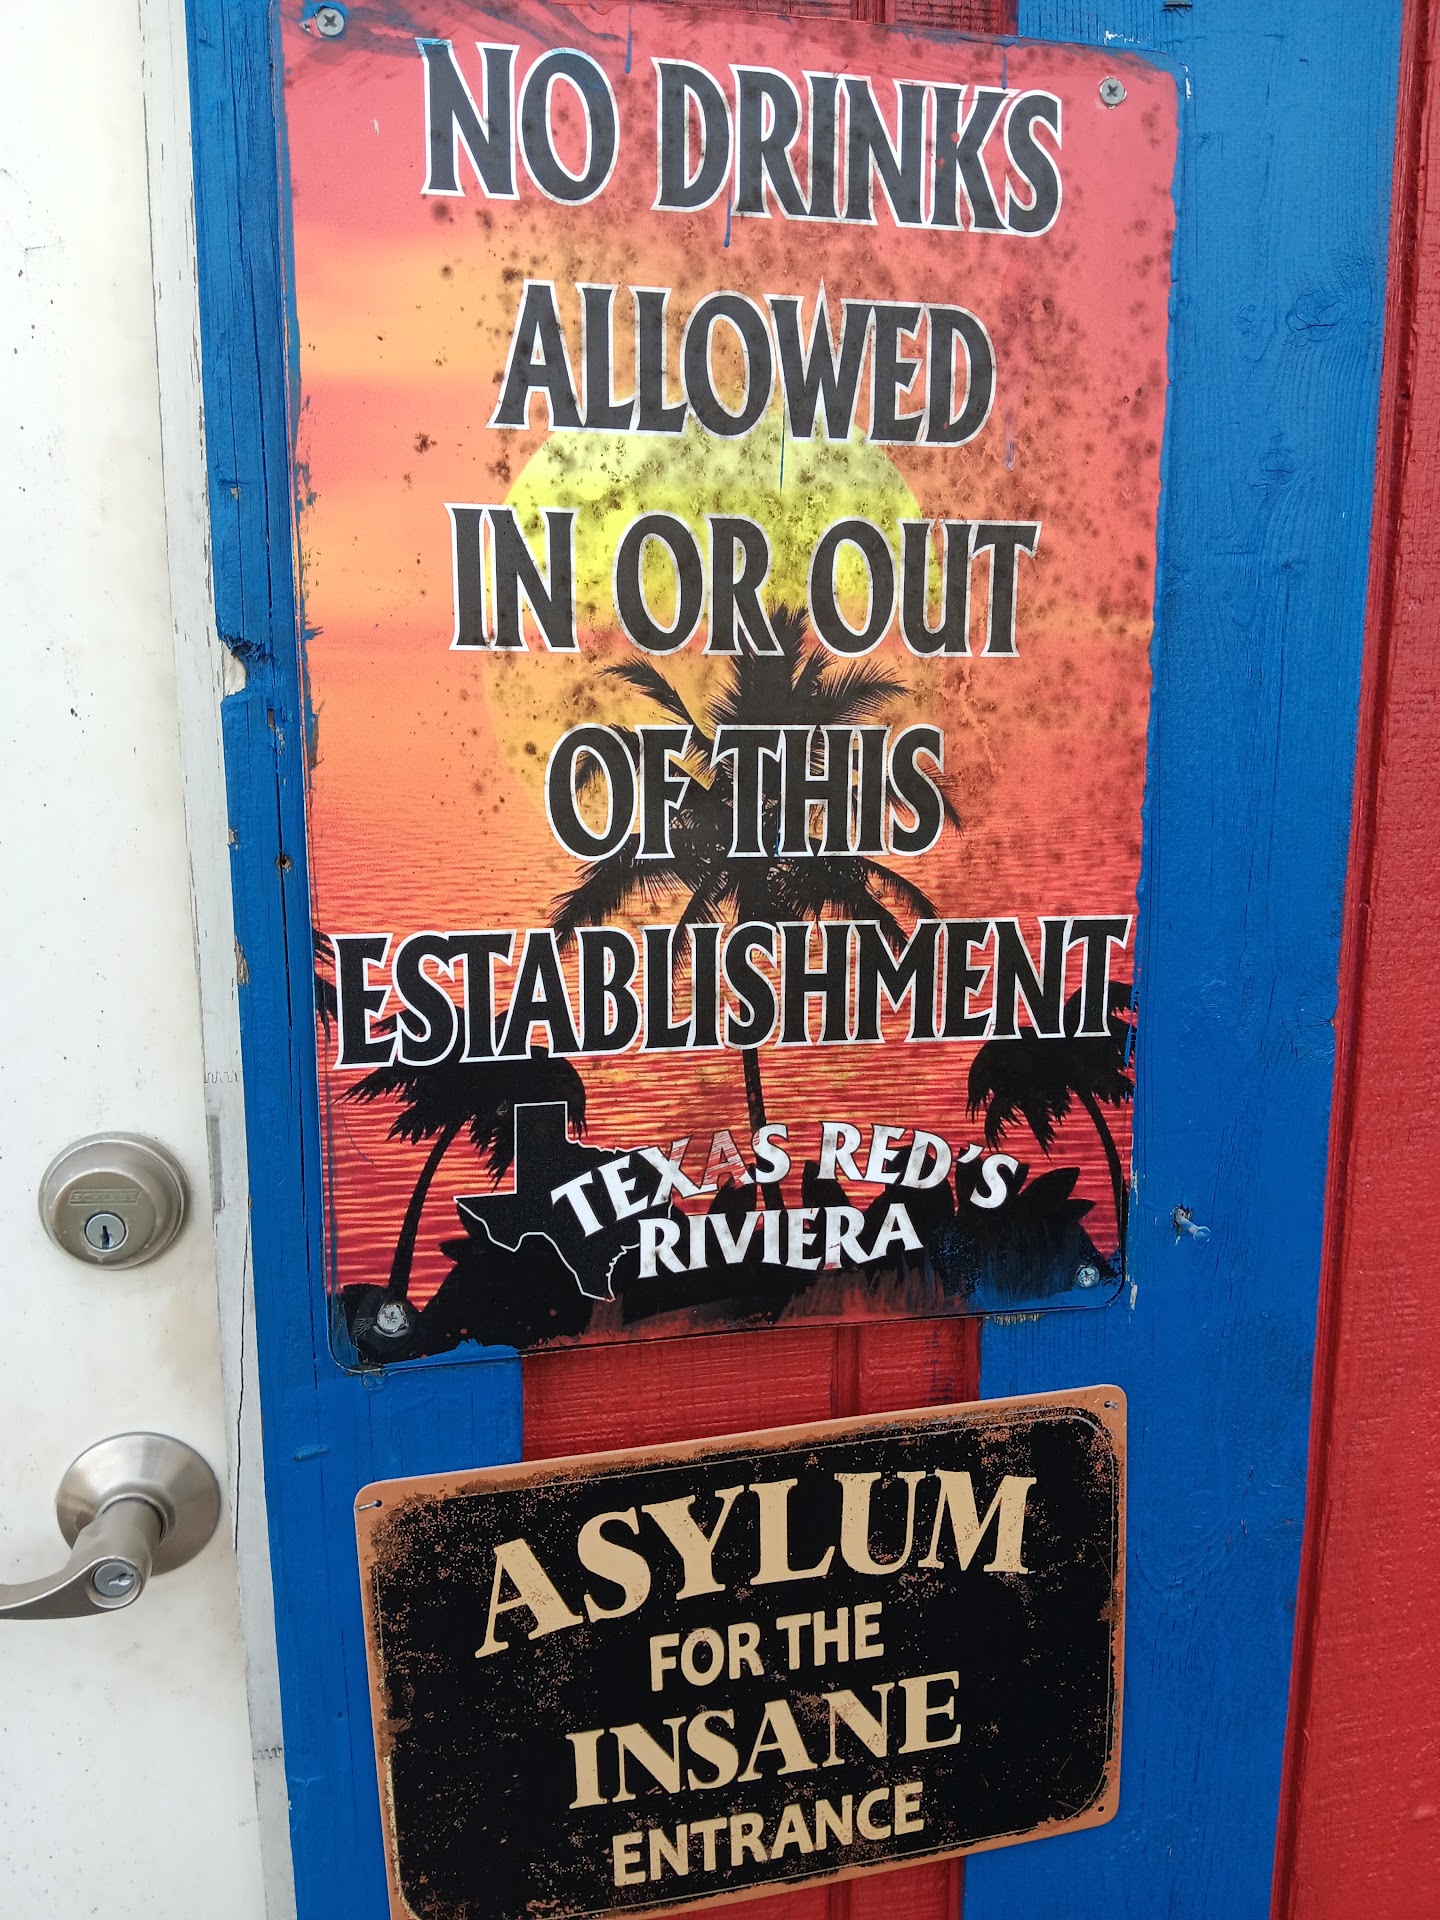 NO DRINKS
ALLOWED
IN OR OUT
OF THIS
ESTABLISHMENT
TEXAS RED'S
RIVIERA
ASYLUM
FOR THE
INSANE
ENTRANCE